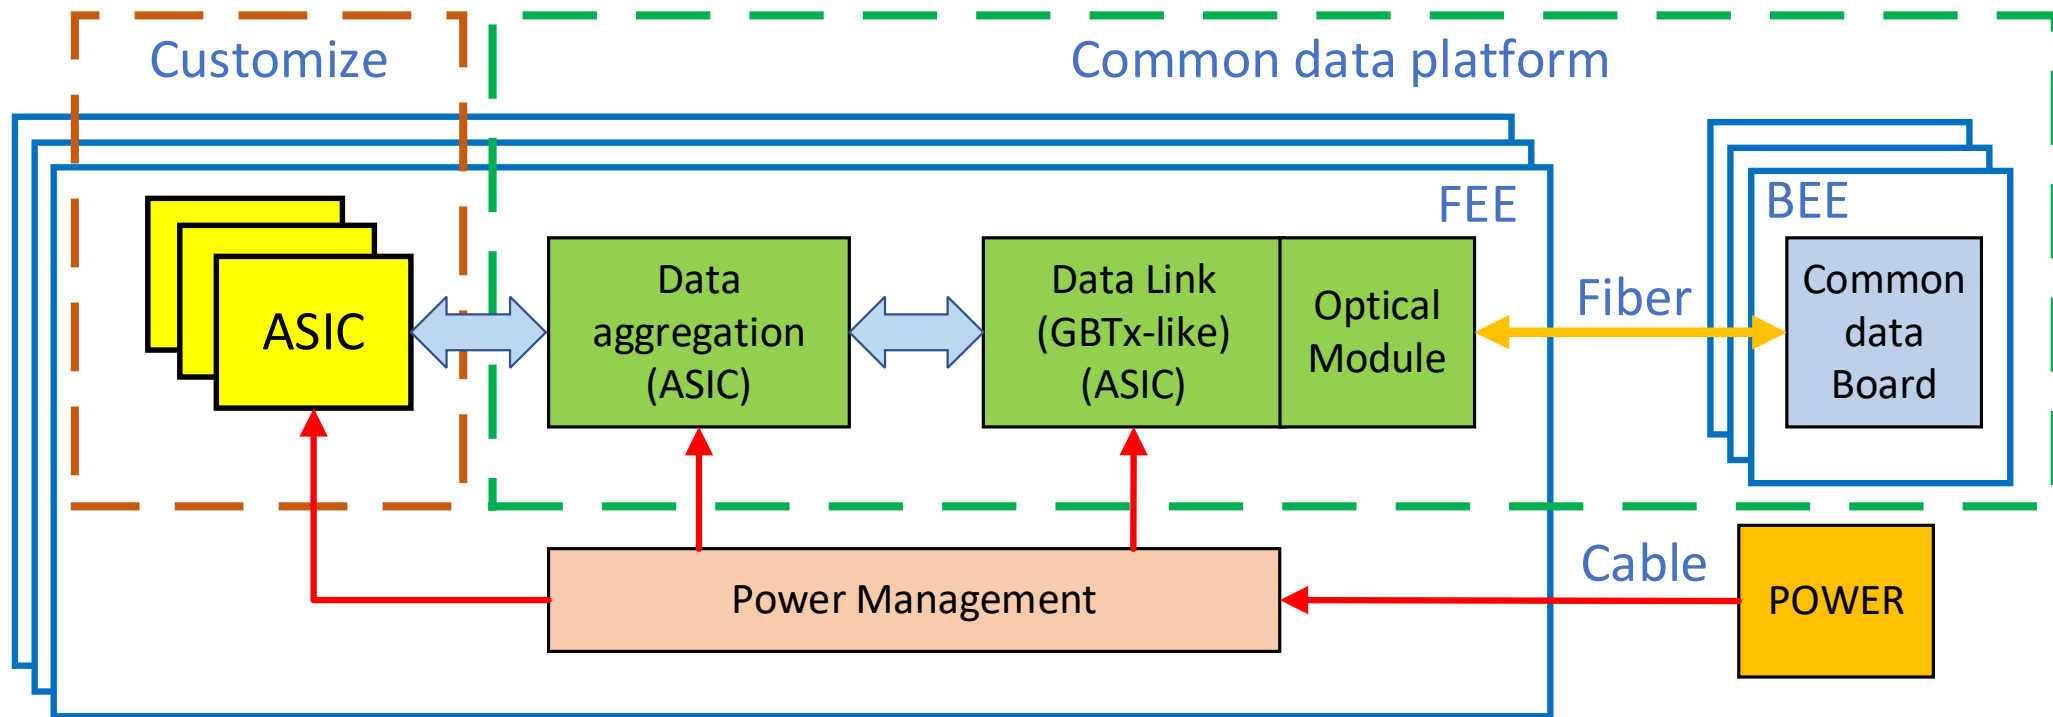 Customize
Common data platform
FEE
BEE
ASIC
Data
aggregation
(ASIC)
Data Link
(GBTx-like)
(ASIC)
Optical
Module
Fiber
Common
data
Board
Power Management
Cable
POWER